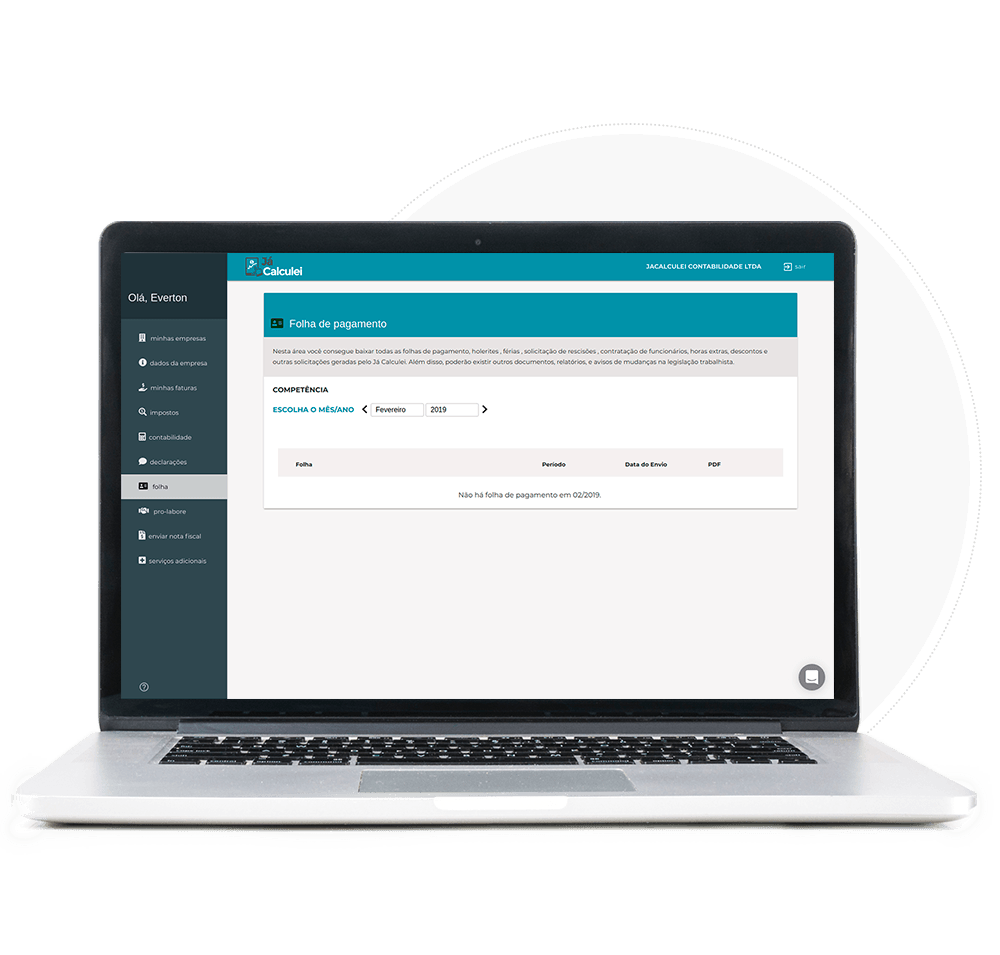 Já
Calculei
JACALCULEI CONTABILIDADE LTDA
sair
Olá, Everton
minhas empresas
dados da empresa
minhas faturas
impostos
contabilidade
declarações
folha
pro-labore
enviar nota fiscal
serviços adicionais
Folha de pagamento
Nesta área você consegue baixar todas as folhas de pagamento, holerites , férias , solicitação de rescisões , contratação de funcionários, horas extras, descontos e
outras solicitações geradas pelo Já Calculei. Além disso, poderão existir outros documentos, relatórios, e avisos de mudanças na legislação trabalhista.
COMPETÊNCIA
ESCOLHA O MÊS/ANO Fevereiro 2019
Folha Período Data do Envio PDF
Não há folha de pagamento em 02/2019.